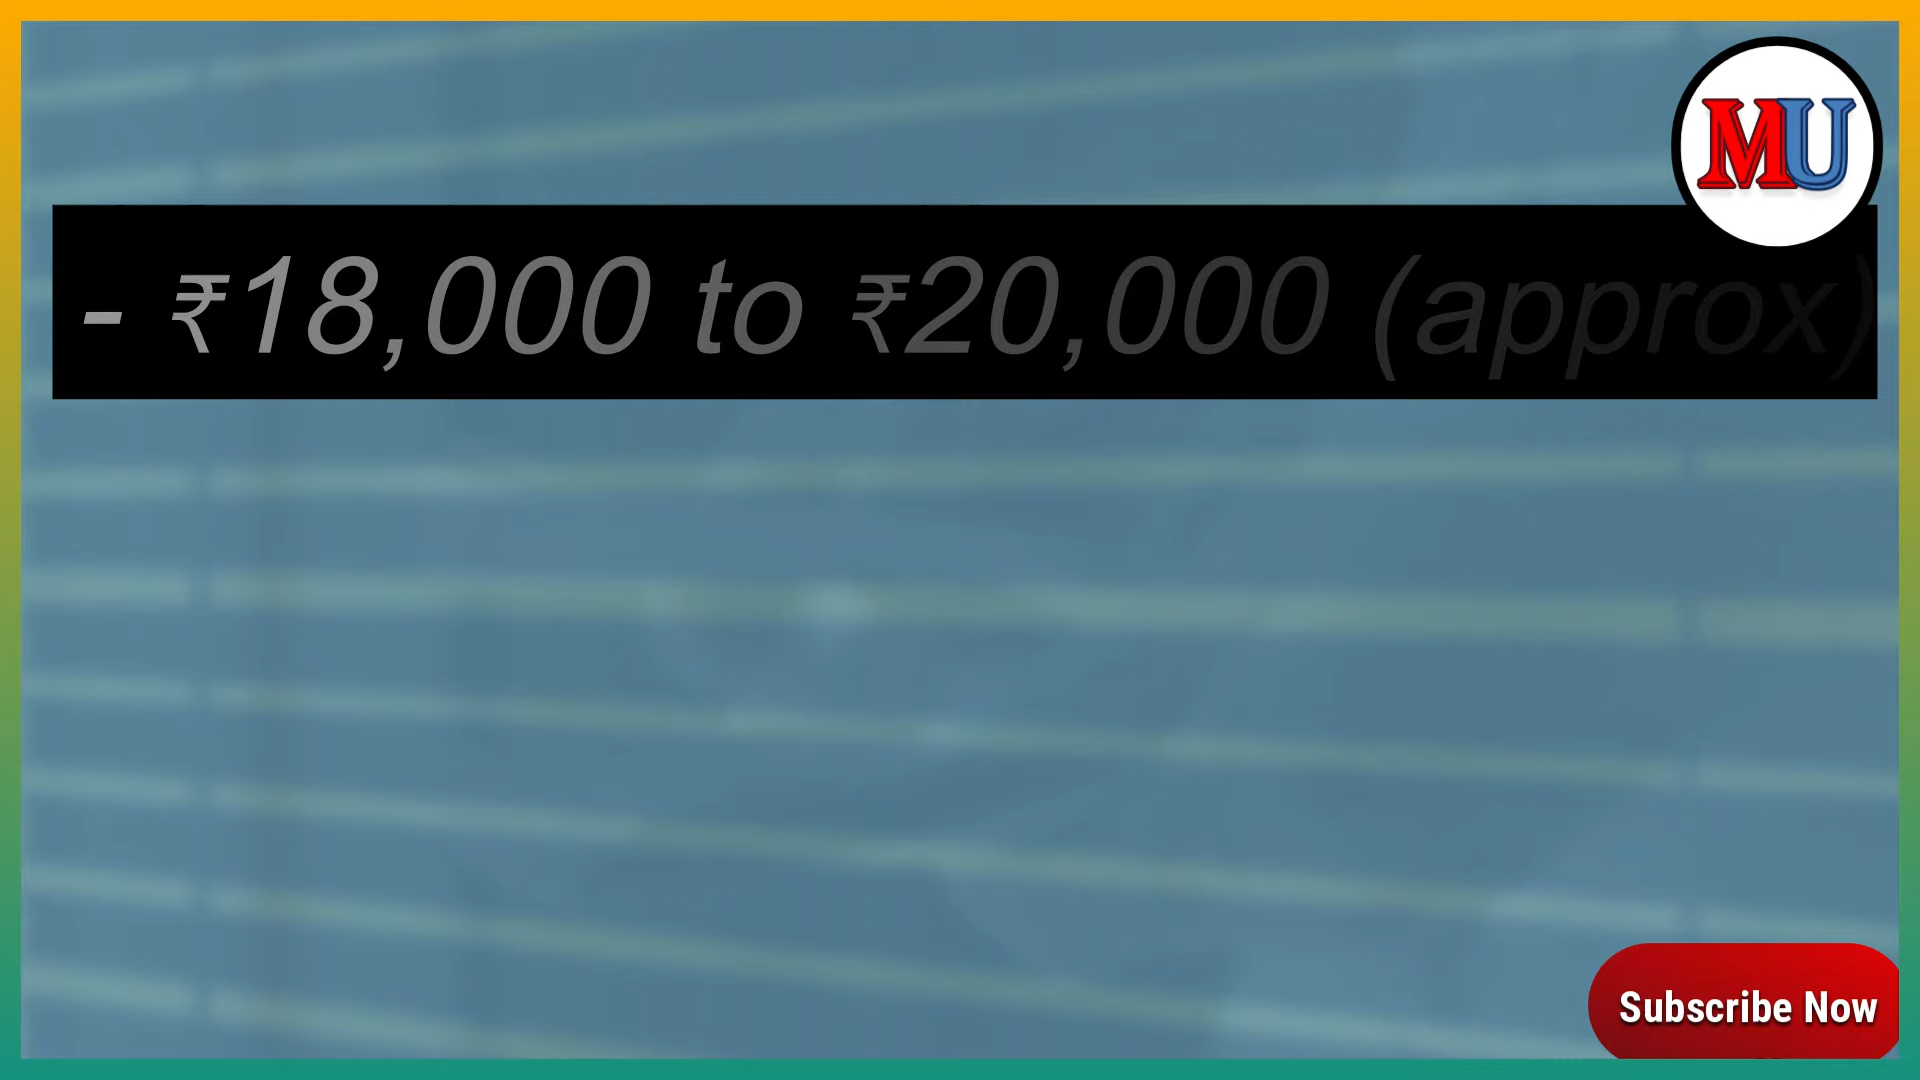 MU
- ₹18,000 to ₹20,000 (approx)
Subscribe Now